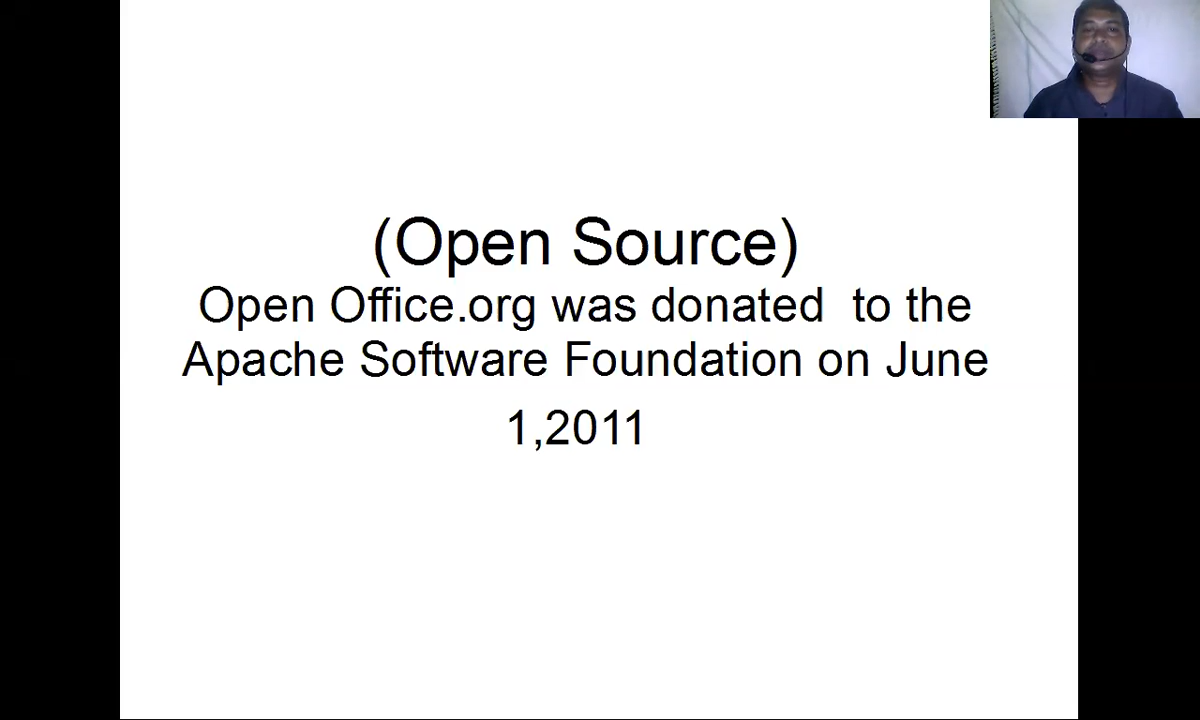 (Open Source)
Open Office.org was donated  to the
Apache Software Foundation on June
1,2011